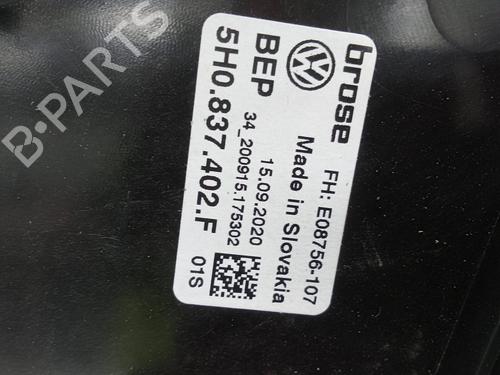 brose
FH: E08756-107
Made in Slovakia
BEP
15.09.2020
34_200915.175302
5H0.837.402.F
01S
B-PARTS